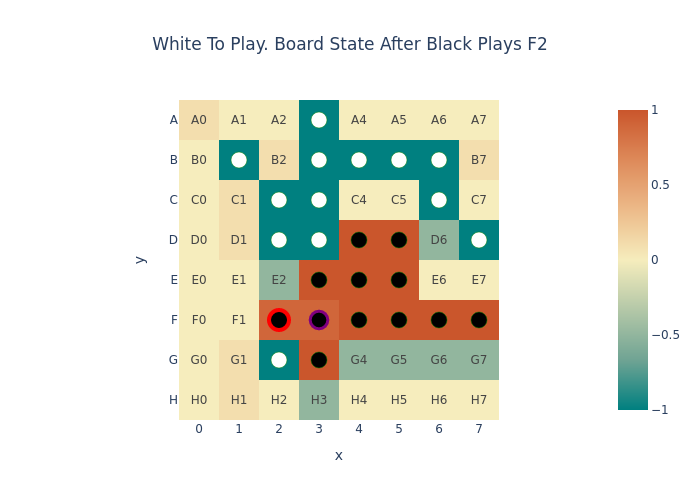 White To Play. Board State After Black Plays F2
A A0 A1 A2 A4 A5 A6 A7
B B0 B2 B7
C C0 C1 C4 C5 C7
D D0 D1 D6
E E0 E1 E2 E6 E7
F F0 F1
G G0 G1 G4 G5 G6 G7
H H0 H1 H2 H3 H4 H5 H6 H7
0 1 2 3 4 5 6 7
x
y
1
0.5
0
−0.5
−1